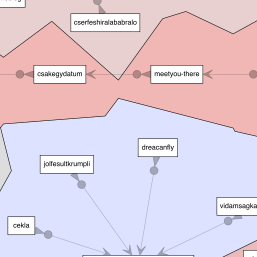 cserfeshiralababralo
csakegydatum
meetyou-there
dreacanfly
jolfesultkrumpli
vidamsagka
cekla